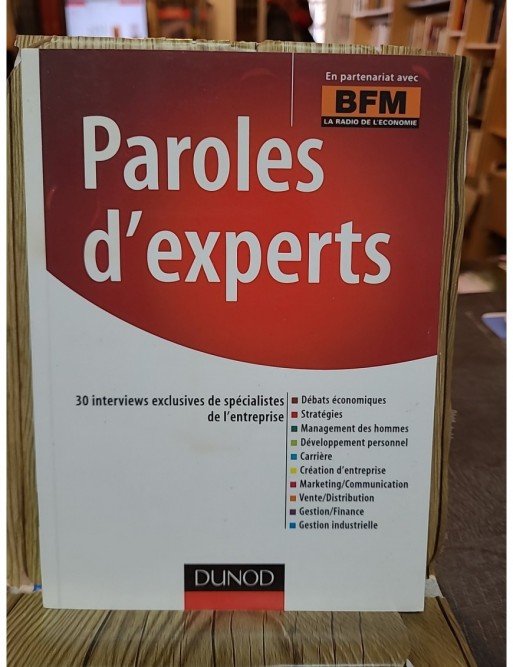 En partenariat avec
BFM
LA RADIO DE L'ECONOMIE
Paroles
d'experts
30 interviews exclusives de spécialistes
de l'entreprise
Débats économiques
Stratégies
Management des hommes
Développement personnel
Carrière
Création d'entreprise
Marketing/Communication
Vente/Distribution
Gestion/Finance
Gestion industrielle
DUNOD